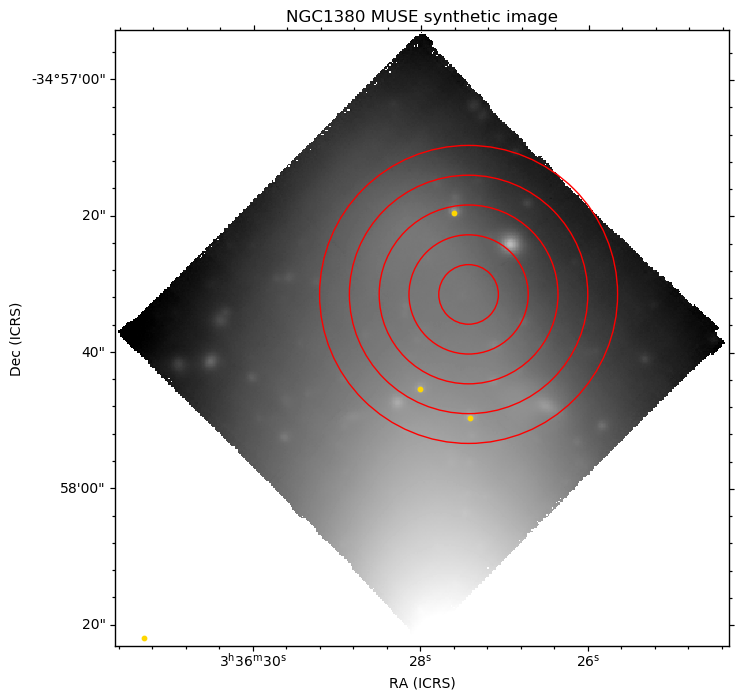 NGC1380 MUSE synthetic image
-34°57'00"
20"
40"
58'00"
20"
Dec (ICRS)
3ʰ36ᵐ30ˢ
28ˢ
26ˢ
RA (ICRS)